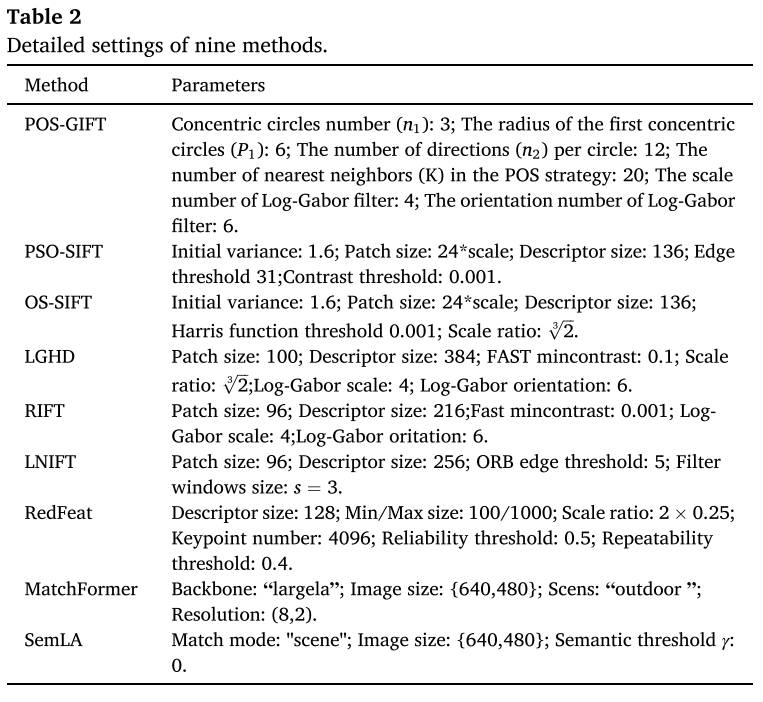 Table 2
Detailed settings of nine methods.
Method Parameters
POS-GIFT Concentric circles number (n₁): 3; The radius of the first concentric
circles (P₁): 6; The number of directions (n₂) per circle: 12; The
number of nearest neighbors (K) in the POS strategy: 20; The scale
number of Log-Gabor filter: 4; The orientation number of Log-Gabor
filter: 6.
PSO-SIFT Initial variance: 1.6; Patch size: 24*scale; Descriptor size: 136; Edge
threshold 31;Contrast threshold: 0.001.
OS-SIFT Initial variance: 1.6; Patch size: 24*scale; Descriptor size: 136;
Harris function threshold 0.001; Scale ratio: ∛2.
LGHD Patch size: 100; Descriptor size: 384; FAST mincontrast: 0.1; Scale
ratio: ∛2;Log-Gabor scale: 4; Log-Gabor orientation: 6.
RIFT Patch size: 96; Descriptor size: 216;Fast mincontrast: 0.001; Log-
Gabor scale: 4;Log-Gabor oritation: 6.
LNIFT Patch size: 96; Descriptor size: 256; ORB edge threshold: 5; Filter
windows size: s = 3.
RedFeat Descriptor size: 128; Min/Max size: 100/1000; Scale ratio: 2 × 0.25;
Keypoint number: 4096; Reliability threshold: 0.5; Repeatability
threshold: 0.4.
MatchFormer Backbone: “largela”; Image size: {640,480}; Scens: “outdoor ”;
Resolution: (8,2).
SemLA Match mode: "scene"; Image size: {640,480}; Semantic threshold γ:
0.